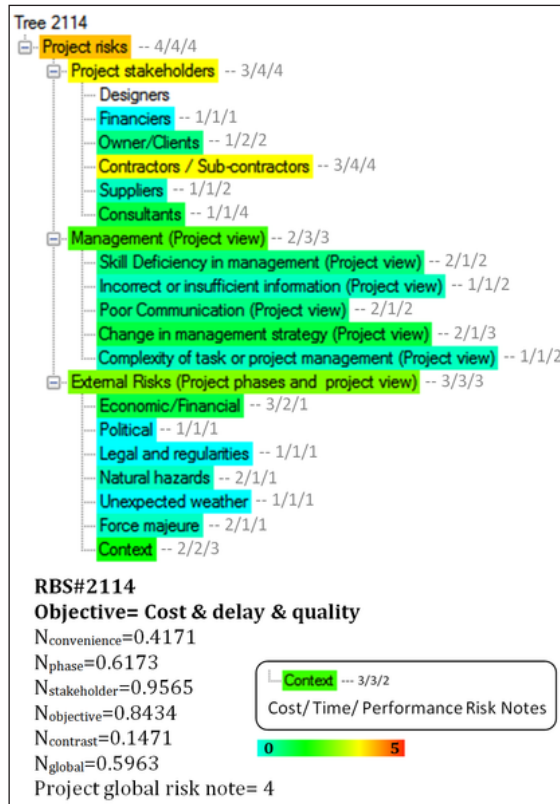 Tree 2114
Project risks -- 4/4/4
Project stakeholders -- 3/4/4
Designers
Financiers -- 1/1/1
Owner/Clients -- 1/2/2
Contractors / Sub-contractors -- 3/4/4
Suppliers -- 1/1/2
Consultants -- 1/1/4
Management (Project view) -- 2/3/3
Skill Deficiency in management (Project view) -- 2/1/2
Incorrect or insufficient information (Project view) -- 1/1/2
Poor Communication (Project view) -- 2/1/2
Change in management strategy (Project view) -- 2/1/3
Complexity of task or project management (Project view) -- 1/1/2
External Risks (Project phases and project view) -- 3/3/3
Economic/Financial -- 3/2/1
Political -- 1/1/1
Legal and regularities -- 1/1/1
Natural hazards -- 2/1/1
Unexpected weather -- 1/1/1
Force majeure -- 2/1/1
Context -- 2/2/3
RBS#2114
Objective= Cost & delay & quality
Nconvenience=0.4171
Nphase=0.6173
Nstakeholder=0.9565
Nobjective=0.8434
Ncontrast=0.1471
Nglobal=0.5963
Project global risk note= 4
Context --- 3/3/2
Cost/ Time/ Performance Risk Notes
0 5